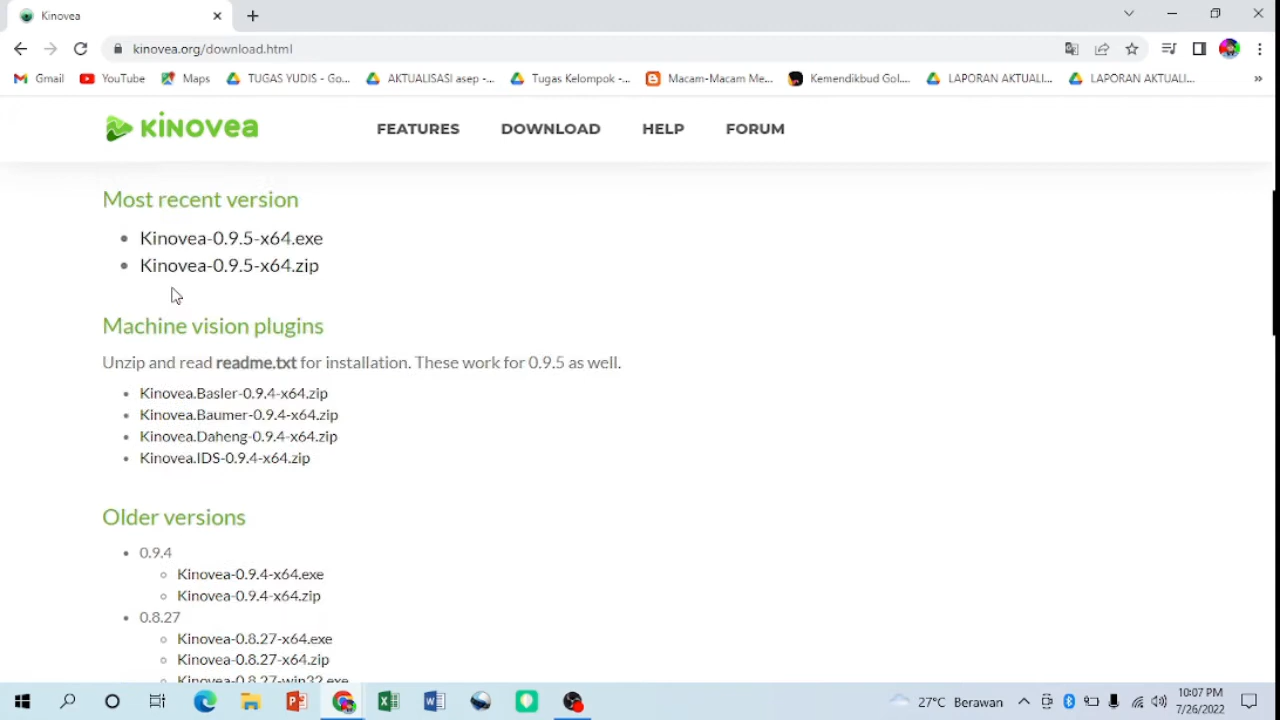 Kinovea
kinovea.org/download.html
Gmail
YouTube
Maps
TUGAS YUDIS - Go...
AKTUALISASI asep -...
Tugas Kelompok -...
Macam-Macam Me...
Kemendikbud Gol...
LAPORAN AKTUALI...
LAPORAN AKTUALI...
KINOVEA
FEATURES
DOWNLOAD
HELP
FORUM
Most recent version
Kinovea-0.9.5-x64.exe
Kinovea-0.9.5-x64.zip
Machine vision plugins
Unzip and read readme.txt for installation. These work for 0.9.5 as well.
Kinovea.Basler-0.9.4-x64.zip
Kinovea.Baumer-0.9.4-x64.zip
Kinovea.Daheng-0.9.4-x64.zip
Kinovea.IDS-0.9.4-x64.zip
Older versions
0.9.4
Kinovea-0.9.4-x64.exe
Kinovea-0.9.4-x64.zip
0.8.27
Kinovea-0.8.27-x64.exe
Kinovea-0.8.27-x64.zip
Kinovea-0.8.27-win32.exe
27°C Berawan
10:07 PM
7/26/2022